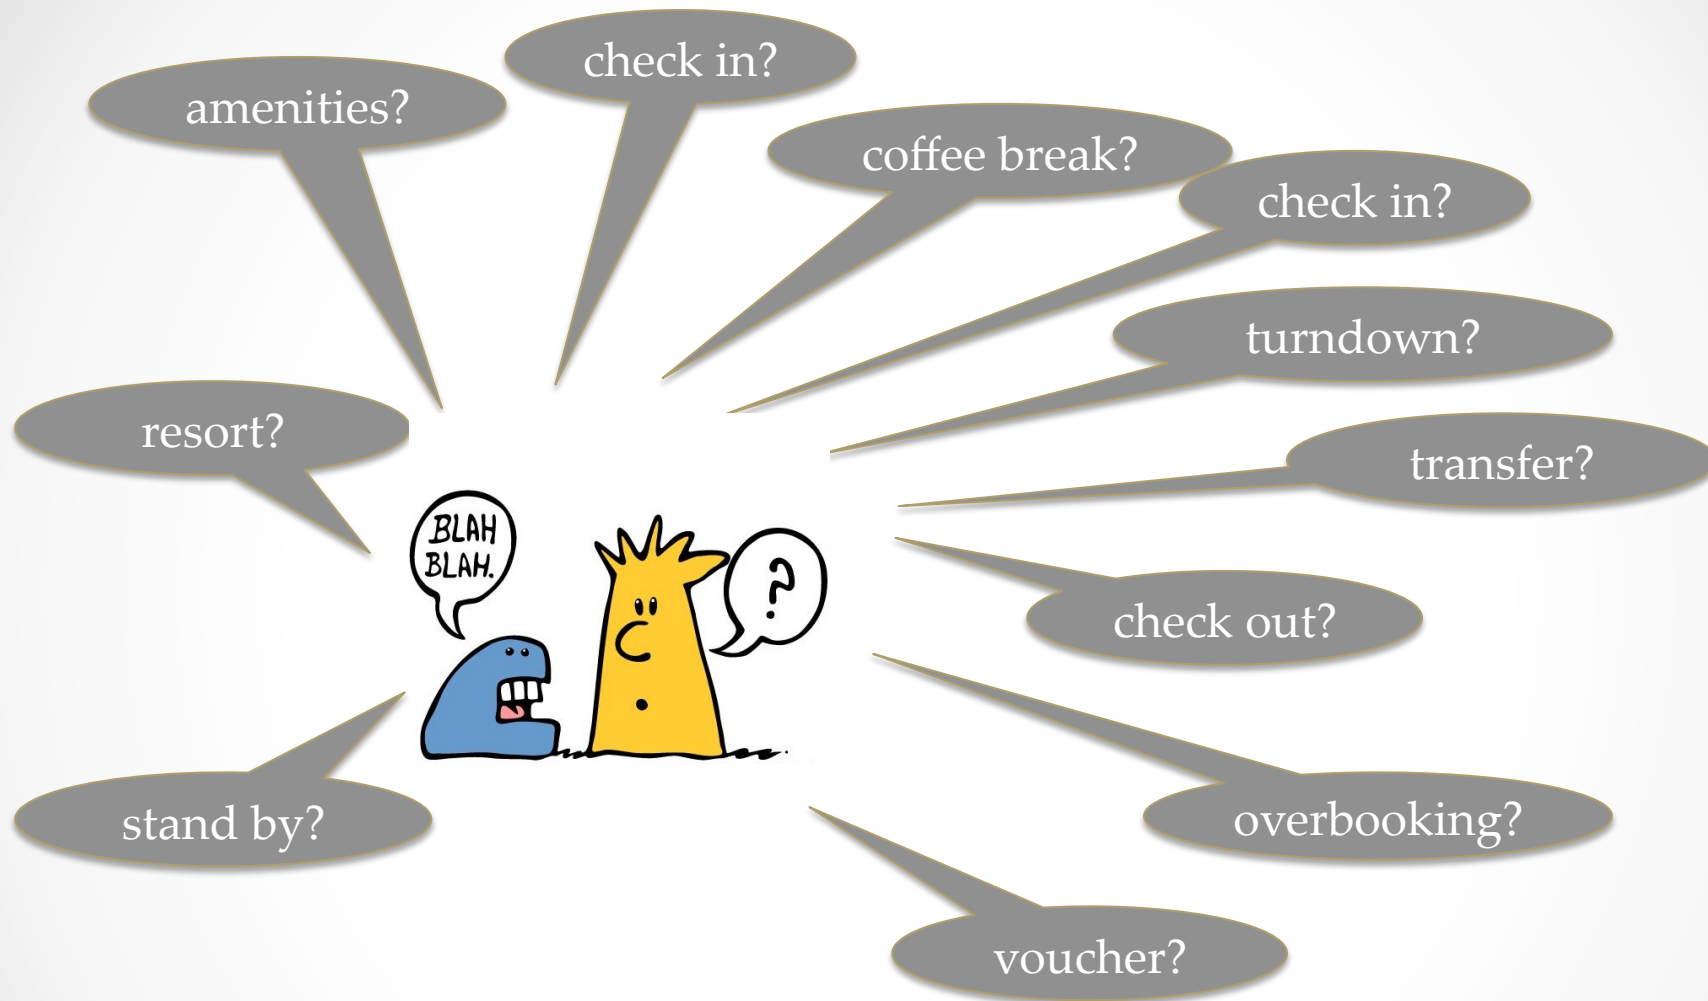 check in?
amenities?
coffee break?
check in?
turndown?
resort?
transfer?
BLAH
BLAH.
?
check out?
stand by?
overbooking?
voucher?